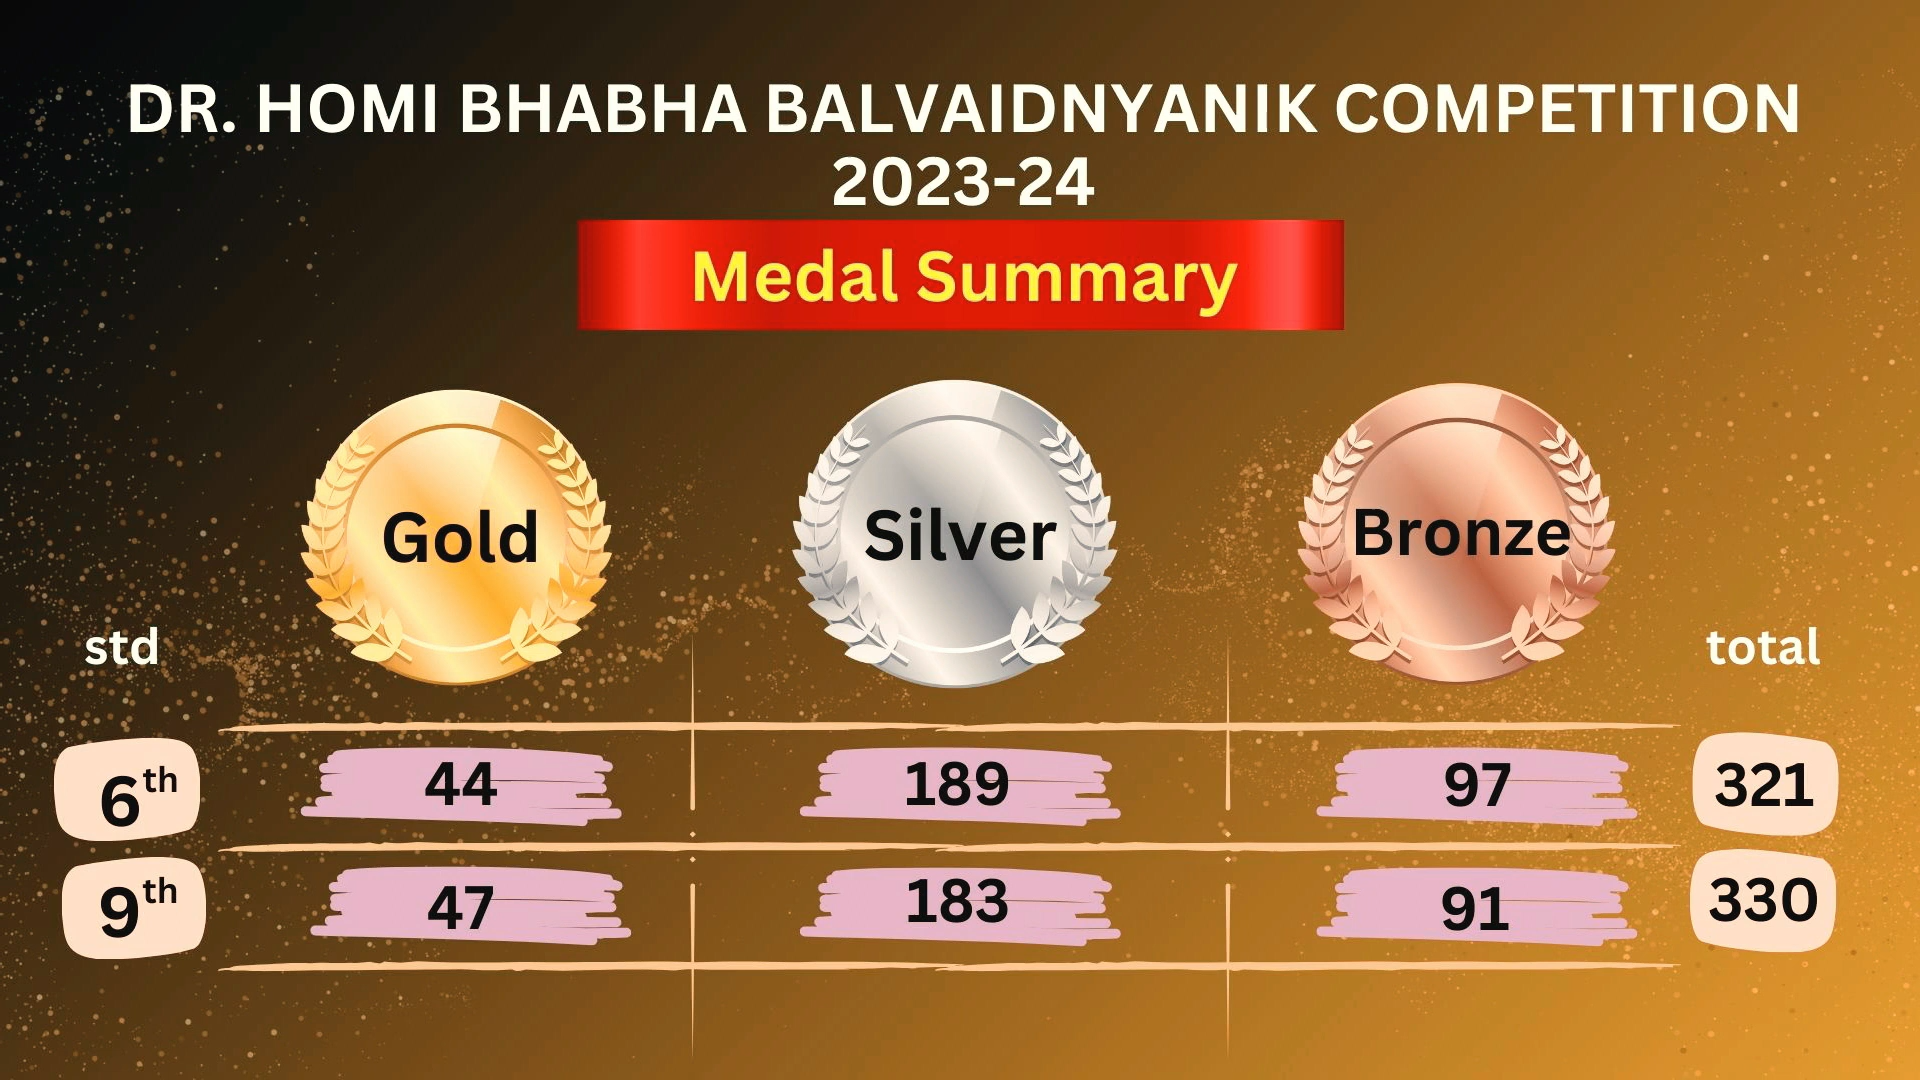 DR. HOMI BHABHA BALVAIDNYANIK COMPETITION
2023-24
Medal Summary
Gold Silver Bronze
std total
6th 44 189 97 321
9th 47 183 91 330